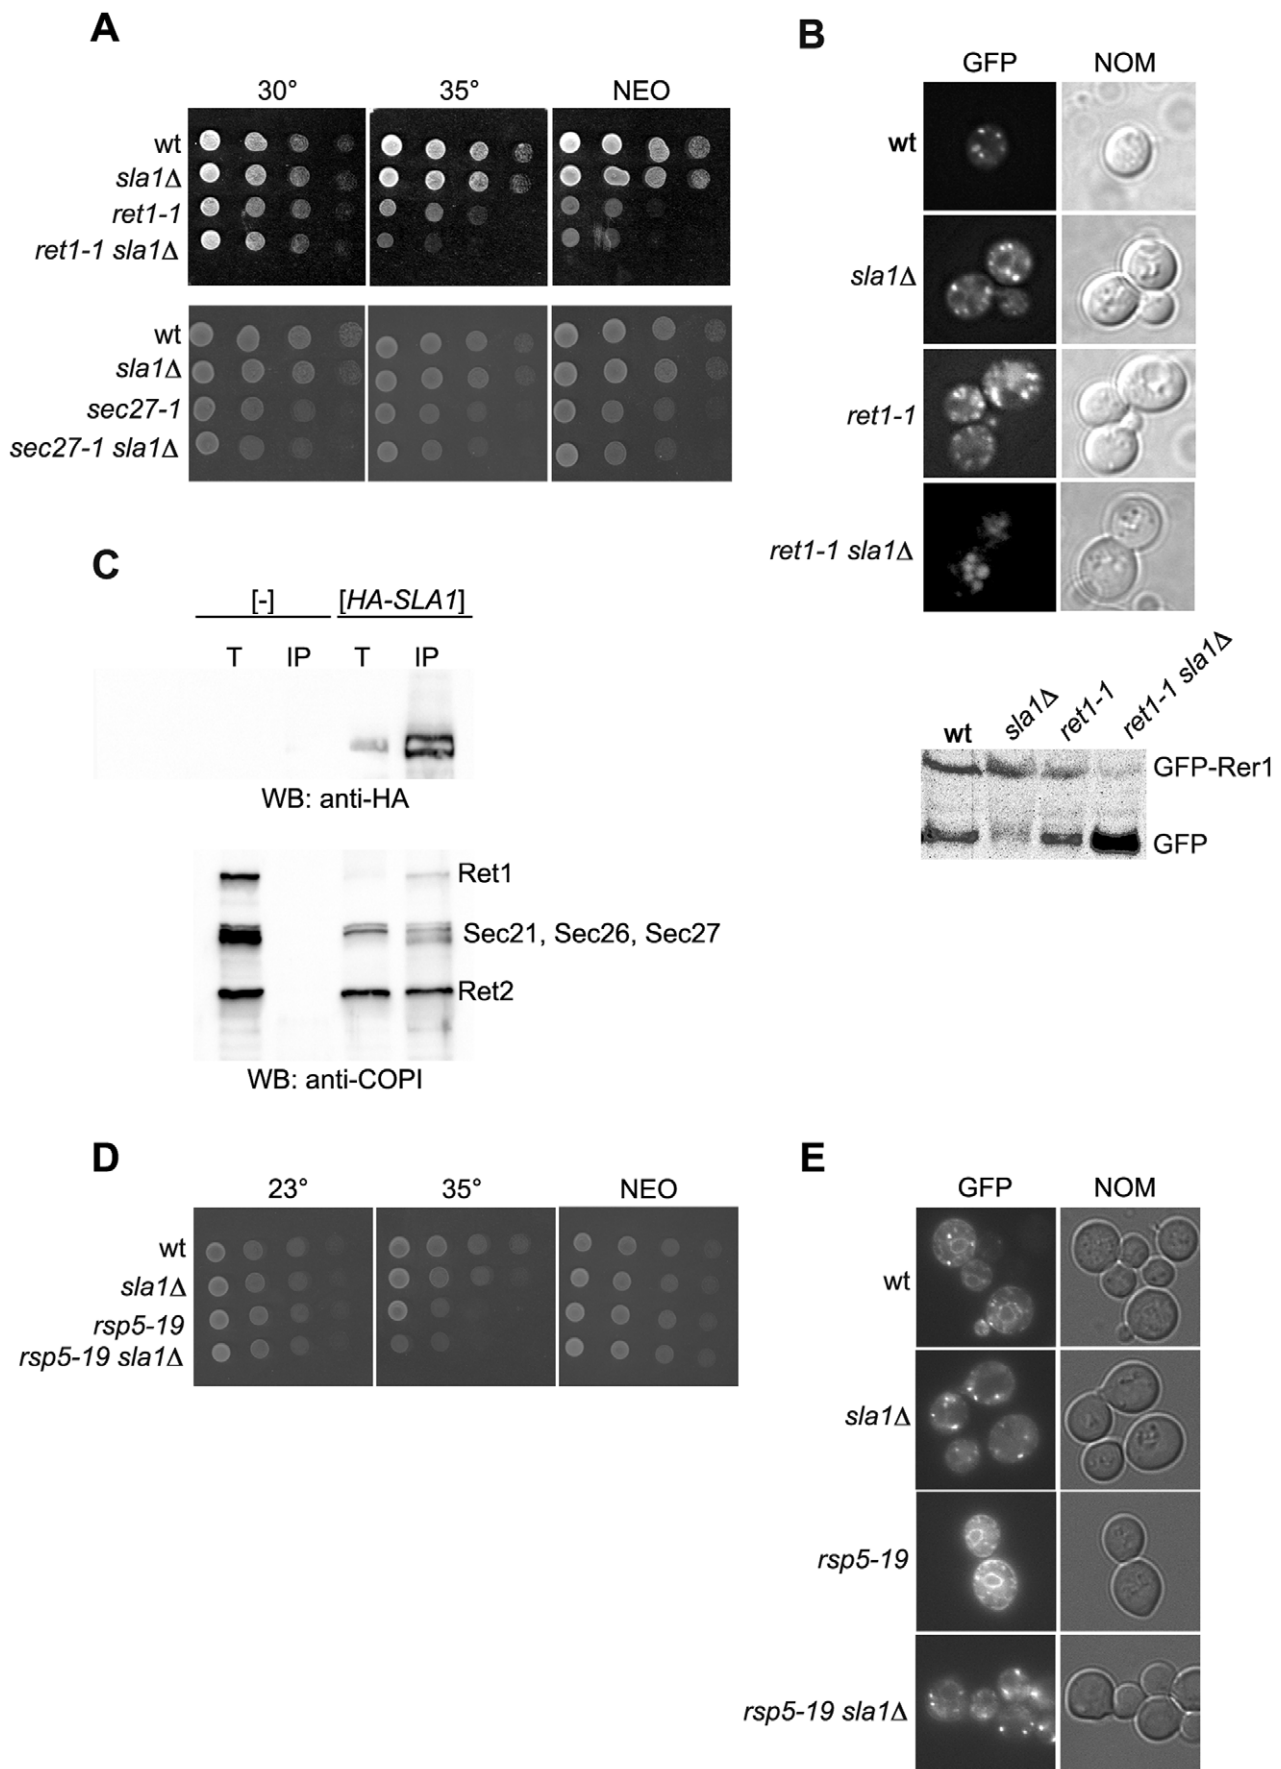 A
30° 35° NEO
wt
sla1Δ
ret1-1
ret1-1 sla1Δ
wt
sla1Δ
sec27-1
sec27-1 sla1Δ
B
GFP NOM
wt
sla1Δ
ret1-1
ret1-1 sla1Δ
wt sla1Δ ret1-1 ret1-1 sla1Δ
GFP-Rer1
GFP
C
[-] [HA-SLA1]
T IP T IP
WB: anti-HA
Ret1
Sec21, Sec26, Sec27
Ret2
WB: anti-COPI
D
23° 35° NEO
wt
sla1Δ
rsp5-19
rsp5-19 sla1Δ
E
GFP NOM
wt
sla1Δ
rsp5-19
rsp5-19 sla1Δ